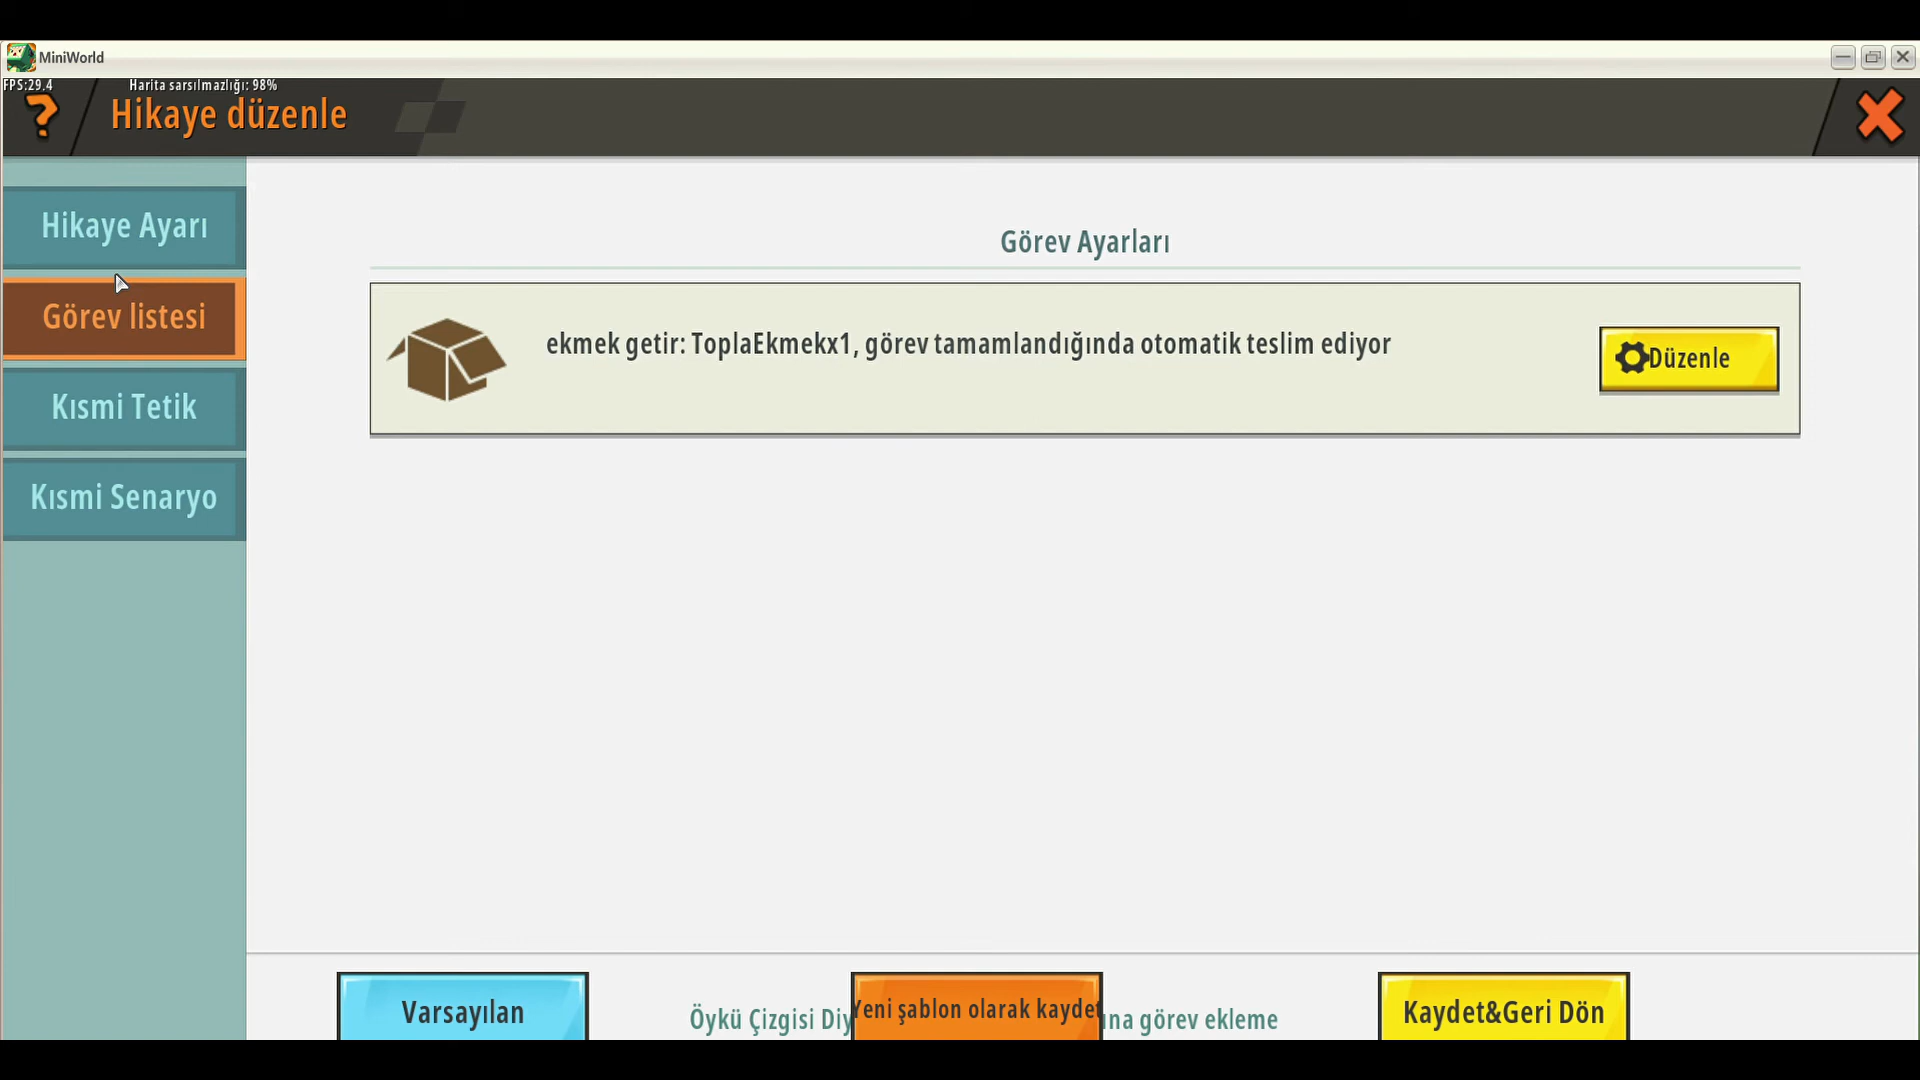 MiniWorld
FPS:29.4
Harita sarsılmazlığı: 98%
Hikaye düzenle
Hikaye Ayarı
Görev listesi
Kısmi Tetik
Kısmi Senaryo
Görev Ayarları
ekmek getir: ToplaEkmekx1, görev tamamlandığında otomatik teslim ediyor
Düzenle
Varsayılan
Öykü Çizgisi
Yeni şablon olarak kaydet
görev ekleme
Kaydet&Geri Dön